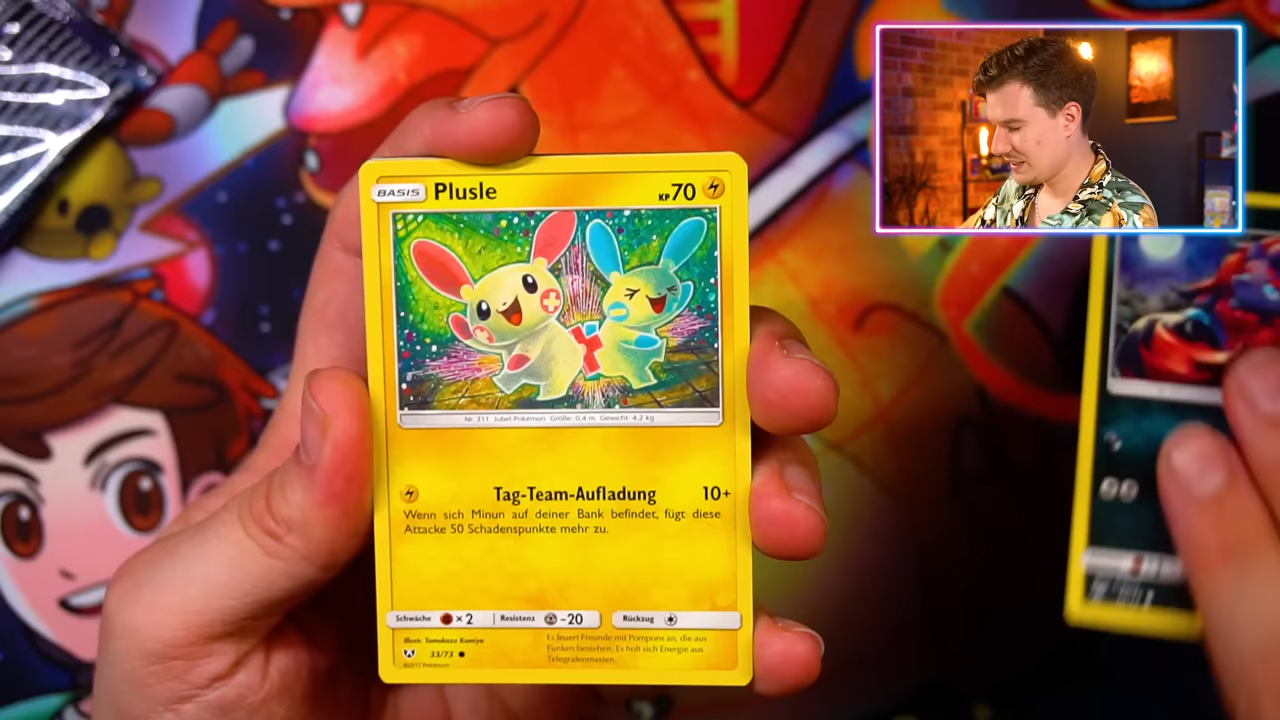 BASIS Plusle KP70
Nr. 311 Jubel-Pokémon Größe: 0,4 m Gewicht: 4,2 kg
Tag-Team-Aufladung 10+
Wenn sich Minun auf deiner Bank befindet, fügt diese
Attacke 50 Schadenspunkte mehr zu.
Schwäche ×2 Resistenz -20 Rückzug
Illus. Tomokazu Komiya
33/73
©2017 Pokémon
Es feuert Freunde mit Pompons an, die aus
Funken bestehen. Es holt sich Energie aus
Telegrafenmasten.